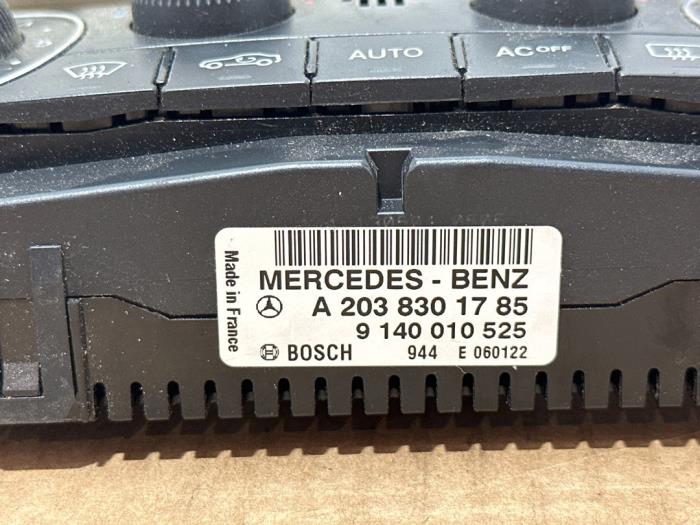 AUTO
AC OFF
Made in France
MERCEDES - BENZ
A 203 830 17 85
9 140 010 525
BOSCH 944 E 060122